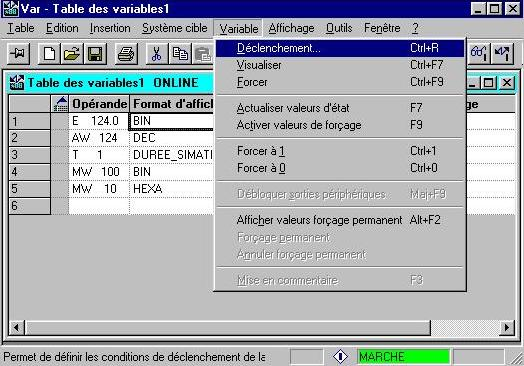 Var - Table des variables1
Table Edition Insertion Système cible Variable Affichage Outils Fenêtre ?
Déclenchement... Ctrl+R
Visualiser Ctrl+F7
Forcer Ctrl+F9
Actualiser valeurs d'état F7
Activer valeurs de forçage F9
Forcer à 1 Ctrl+1
Forcer à 0 Ctrl+0
Débloquer sorties périphériques Maj+F9
Afficher valeurs forçage permanent Alt+F2
Forçage permanent
Annuler forçage permanent
Mise en commentaire F3
Table des variables1 ONLINE
Opérande Format d'affic
1 E 124.0 BIN
2 AW 124 DEC
3 T 1 DUREE_SIMATI
4 MW 100 BIN
5 MW 10 HEXA
6
Permet de définir les conditions de déclenchement de la
MARCHE